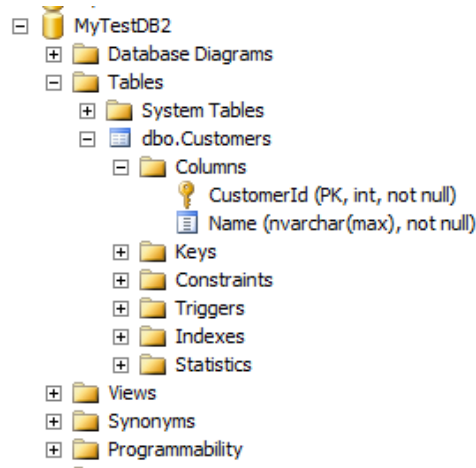 MyTestDB2
Database Diagrams
Tables
System Tables
dbo.Customers
Columns
CustomerId (PK, int, not null)
Name (nvarchar(max), not null)
Keys
Constraints
Triggers
Indexes
Statistics
Views
Synonyms
Programmability